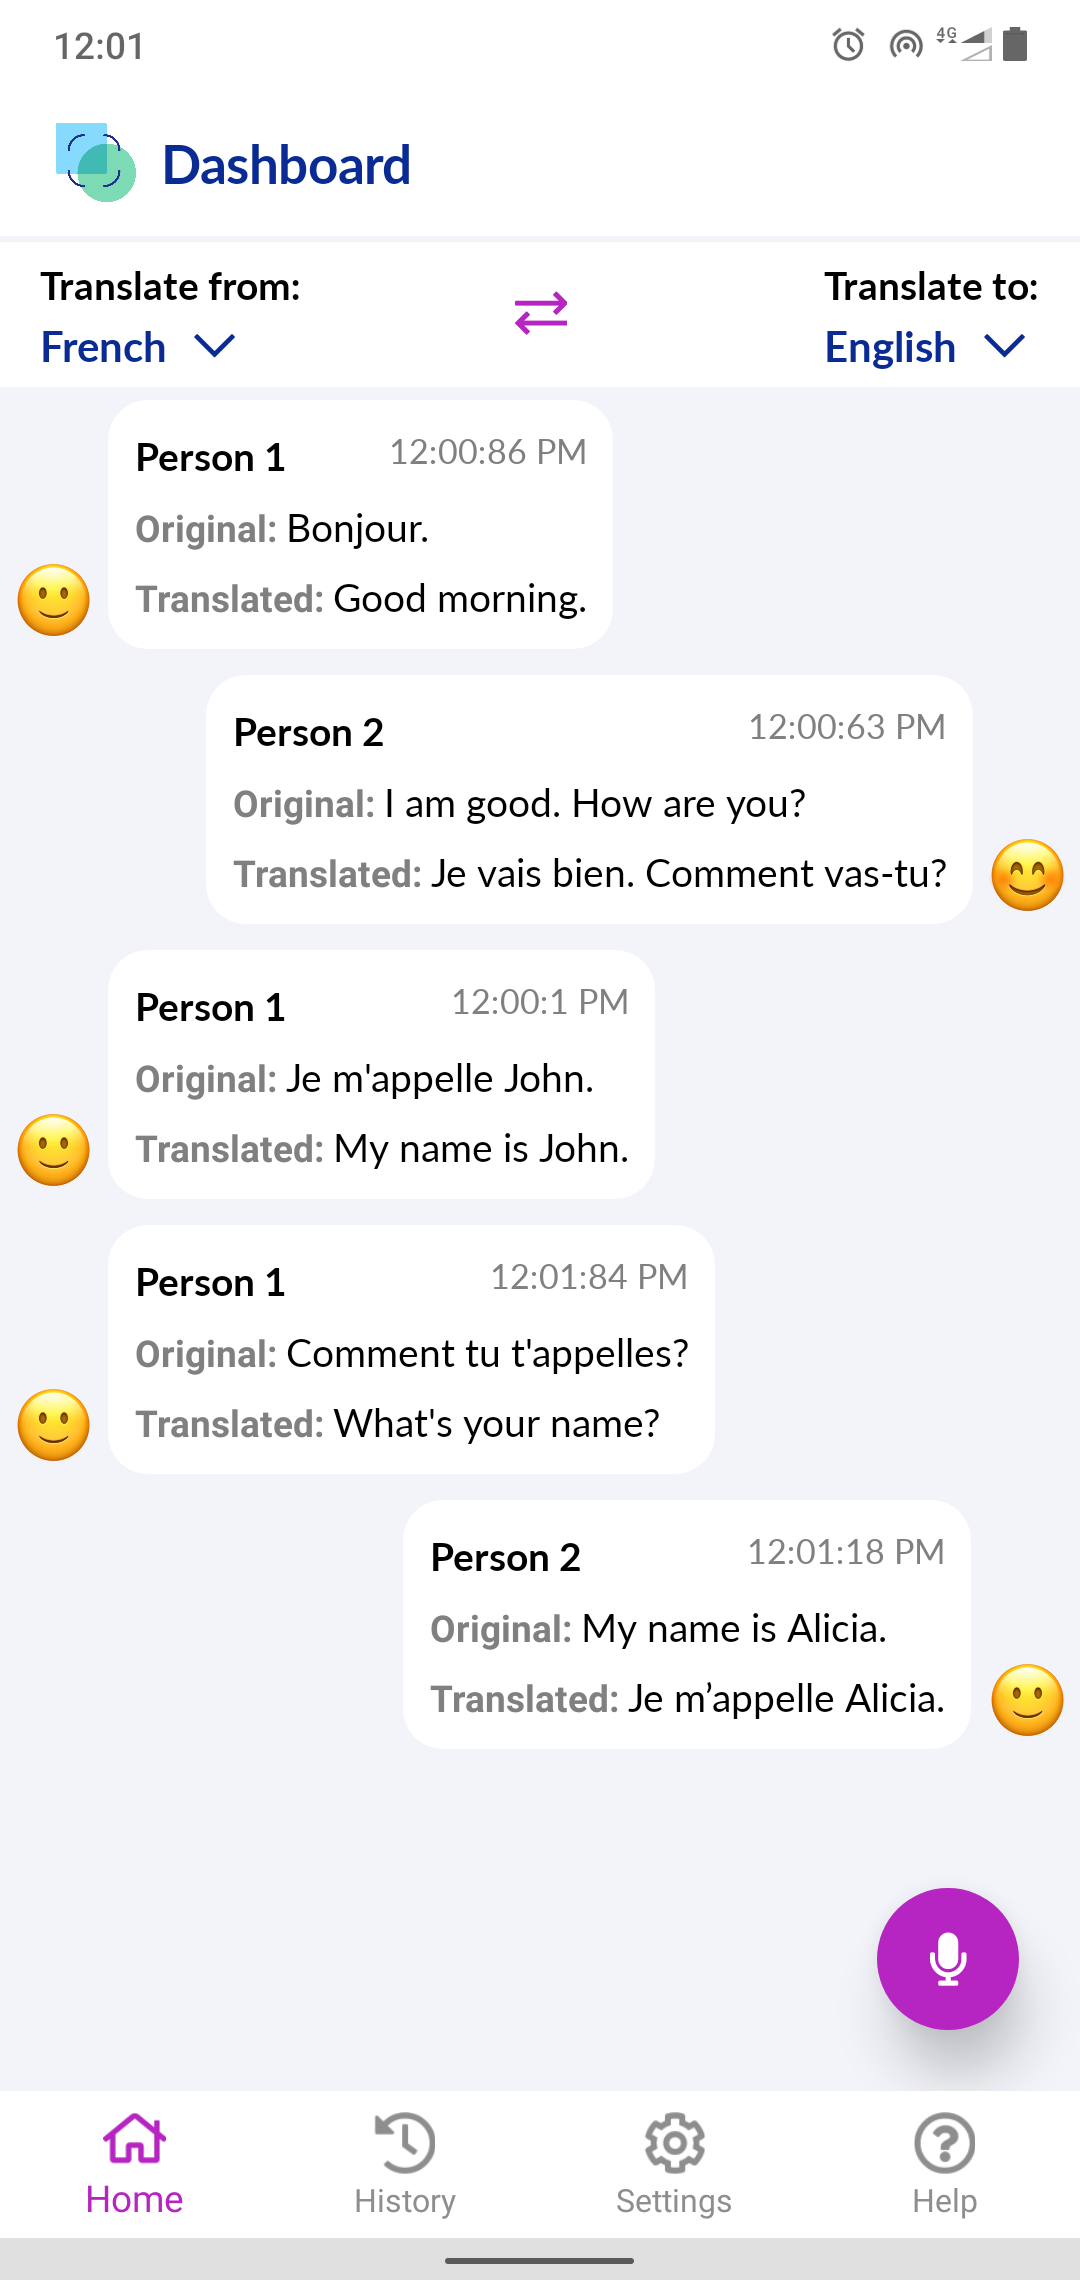 12:01
4G
Dashboard
Translate from:
French
Translate to:
English
Person 1
12:00:86 PM
Original: Bonjour.
Translated: Good morning.
Person 2
12:00:63 PM
Original: I am good. How are you?
Translated: Je vais bien. Comment vas-tu?
Person 1
12:00:1 PM
Original: Je m'appelle John.
Translated: My name is John.
Person 1
12:01:84 PM
Original: Comment tu t'appelles?
Translated: What's your name?
Person 2
12:01:18 PM
Original: My name is Alicia.
Translated: Je m’appelle Alicia.
Home
History
Settings
Help